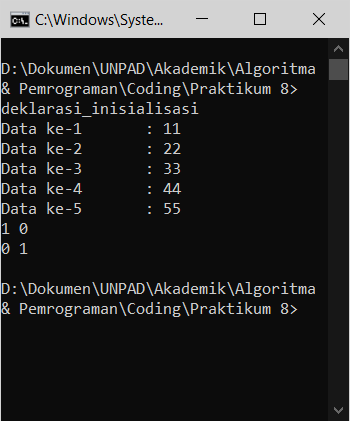 C:\Windows\Syste...
D:\Dokumen\UNPAD\Akademik\Algoritma
& Pemrograman\Coding\Praktikum 8>
deklarasi_inisialisasi
Data ke-1 : 11
Data ke-2 : 22
Data ke-3 : 33
Data ke-4 : 44
Data ke-5 : 55
1 0
0 1
D:\Dokumen\UNPAD\Akademik\Algoritma
& Pemrograman\Coding\Praktikum 8>